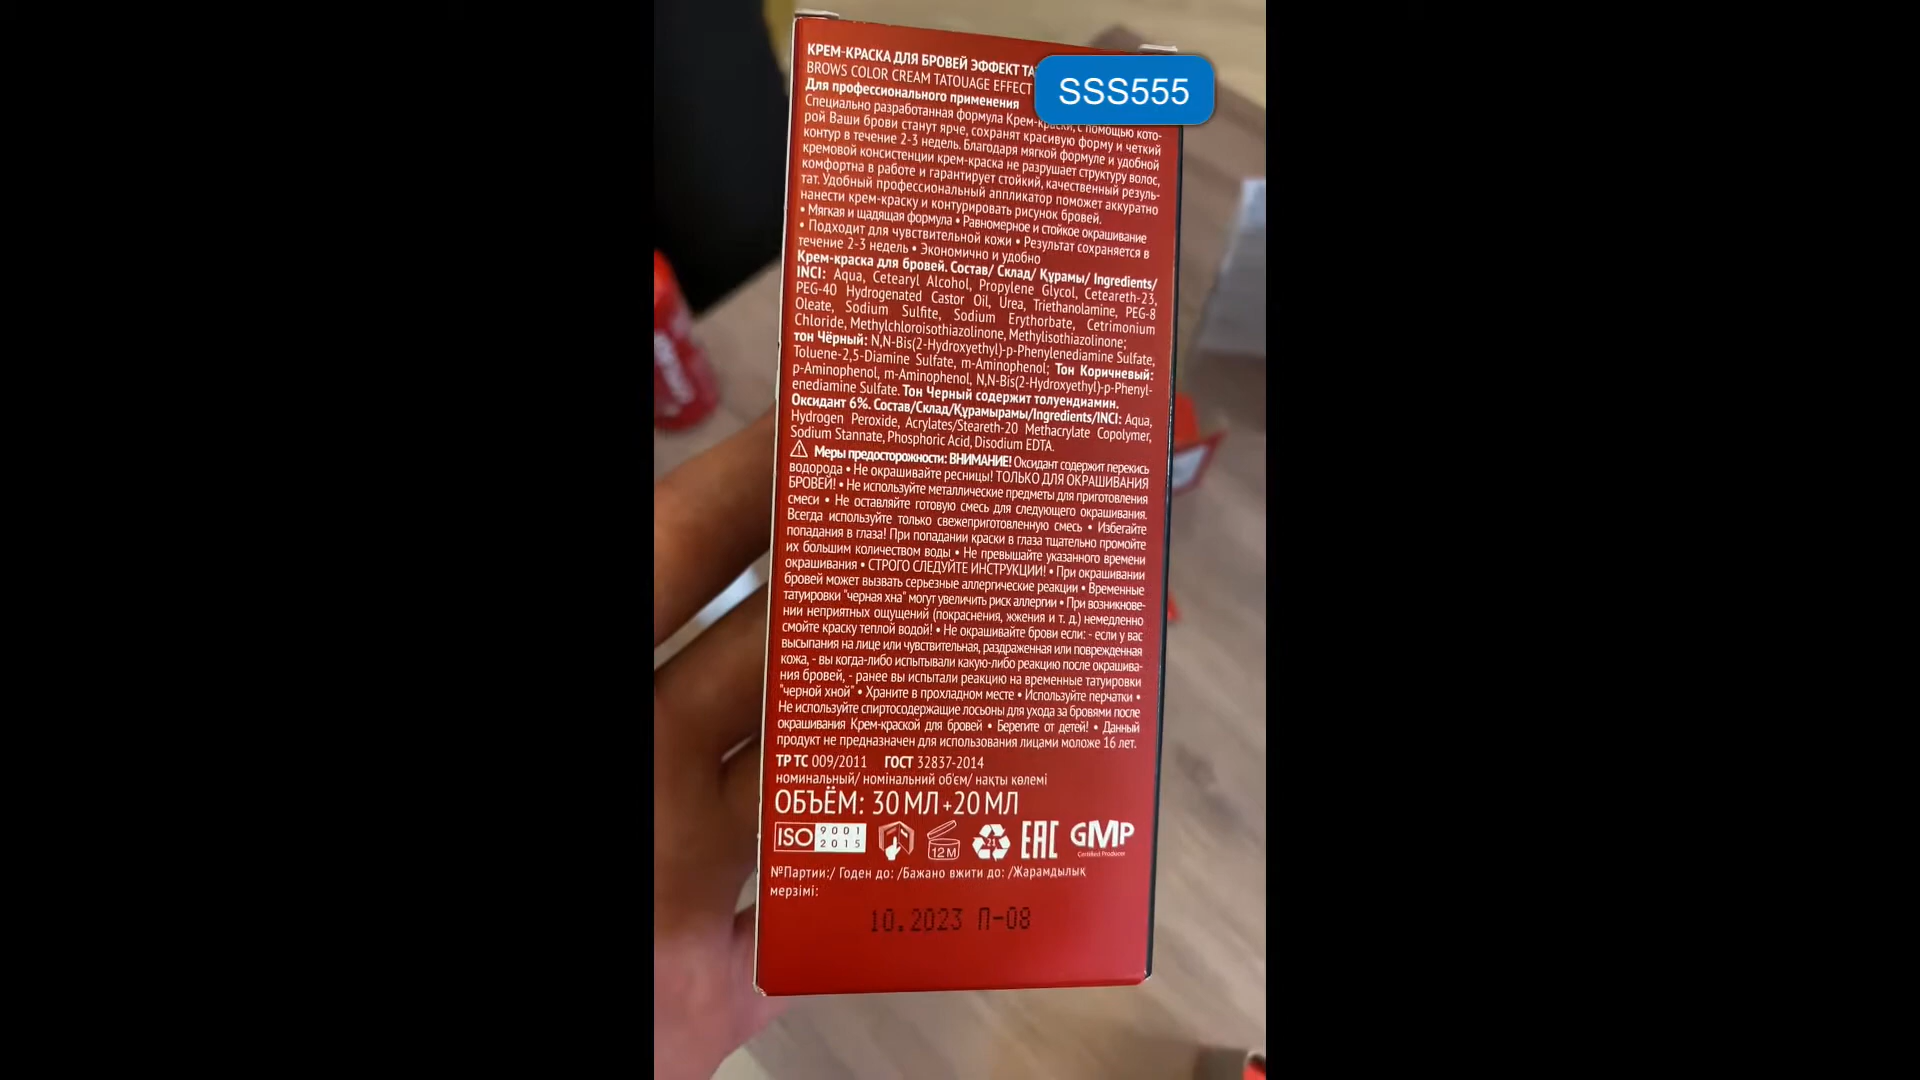 КРЕМ-КРАСКА ДЛЯ БРОВЕЙ ЭФФЕКТ
BROWS COLOR CREAM TATOUAGE EFFECT
SSS555
Для профессионального применения
Специально разработанная формула Крем-краски, с помощью кото-
рой Ваши брови станут ярче, сохранят красивую форму и четкий
контур в течение 2-3 недель. Благодаря мягкой формуле и удобной
кремовой консистенции крем-краска не разрушает структуру волос,
комфортна в работе и гарантирует стойкий, качественный резуль-
тат. Удобный профессиональный аппликатор поможет аккуратно
нанести крем-краску и контурировать рисунок бровей.
• Мягкая и щадящая формула • Равномерное и стойкое окрашивание
• Подходит для чувствительной кожи • Результат сохраняется в
течение 2-3 недель • Экономично и удобно
Крем-краска для бровей. Состав/ Склад/ Құрамы/ Ingredients/
INCI: Aqua, Cetearyl Alcohol, Propylene Glycol, Ceteareth-23,
PEG-40 Hydrogenated Castor Oil, Urea, Triethanolamine, PEG-8
Oleate, Sodium Sulfite, Sodium Erythorbate, Cetrimonium
Chloride, Methylchloroisothiazolinone, Methylisothiazolinone;
тон Чёрный: N,N-Bis(2-Hydroxyethyl)-p-Phenylenediamine Sulfate,
Toluene-2,5-Diamine Sulfate, m-Aminophenol; Тон Коричневый:
p-Aminophenol, m-Aminophenol, N,N-Bis(2-Hydroxyethyl)-p-Phenyl-
enediamine Sulfate. Тон Черный содержит толуендиамин.
Оксидант 6%. Состав/Склад/Құрамырамы/Ingredients/INCI: Aqua,
Hydrogen Peroxide, Acrylates/Steareth-20 Methacrylate Copolymer,
Sodium Stannate, Phosphoric Acid, Disodium EDTA.
Меры предосторожности: ВНИМАНИЕ! Оксидант содержит перекись
водорода • Не окрашивайте ресницы! ТОЛЬКО ДЛЯ ОКРАШИВАНИЯ
БРОВЕЙ! • Не используйте металлические предметы для приготовления
смеси • Не оставляйте готовую смесь для следующего окрашивания.
Всегда используйте только свежеприготовленную смесь • Избегайте
попадания в глаза! При попадании краски в глаза тщательно промойте
их большим количеством воды • Не превышайте указанного времени
окрашивания • СТРОГО СЛЕДУЙТЕ ИНСТРУКЦИИ! • При окрашивании
бровей может вызвать серьезные аллергические реакции • Временные
татуировки "черная хна" могут увеличить риск аллергии • При возникнове-
нии неприятных ощущений (покраснения, жжения и т. д.) немедленно
смойте краску теплой водой! • Не окрашивайте брови если: - если у вас
высыпания на лице или чувствительная, раздраженная или поврежденная
кожа, - вы когда-либо испытывали какую-либо реакцию после окрашива-
ния бровей, - ранее вы испытали реакцию на временные татуировки
"черной хной" • Храните в прохладном месте • Используйте перчатки •
Не используйте спиртосодержащие лосьоны для ухода за бровями после
окрашивания Крем-краской для бровей • Берегите от детей! • Данный
продукт не предназначен для использования лицами моложе 16 лет.
ТР ТС 009/2011 ГОСТ 32837-2014
номинальный/ номінальний об'єм/ нақты көлемі
ОБЪЁМ: 30 МЛ+20 МЛ
ISO 9001 2015 12M 21 EAC GMP
Certified Producer
№Партии:/ Годен до: /Бажано вжити до: /Жарамдылық
мерзімі:
10.2023 П-08